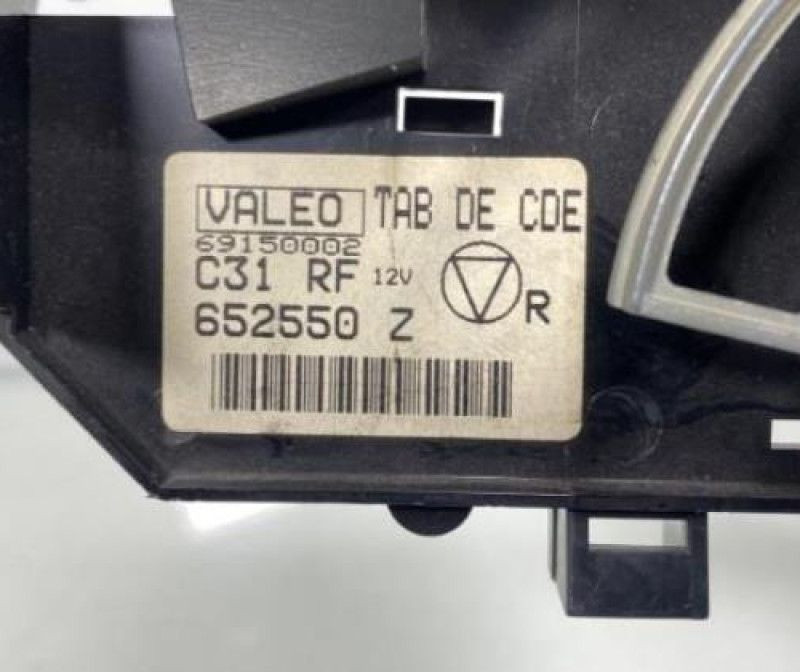 VALEO TAB DE CDE
69150002
C31 RF 12V
R
652550 Z